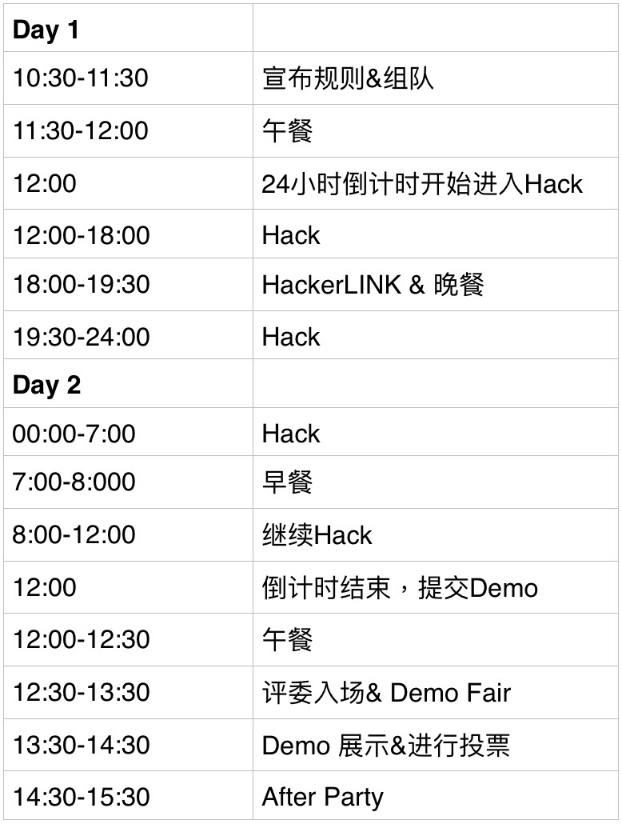 Day 1
10:30-11:30 宣布规则&组队
11:30-12:00 午餐
12:00 24小时倒计时开始进入Hack
12:00-18:00 Hack
18:00-19:30 HackerLINK & 晚餐
19:30-24:00 Hack
Day 2
00:00-7:00 Hack
7:00-8:000 早餐
8:00-12:00 继续Hack
12:00 倒计时结束，提交Demo
12:00-12:30 午餐
12:30-13:30 评委入场& Demo Fair
13:30-14:30 Demo 展示&进行投票
14:30-15:30 After Party